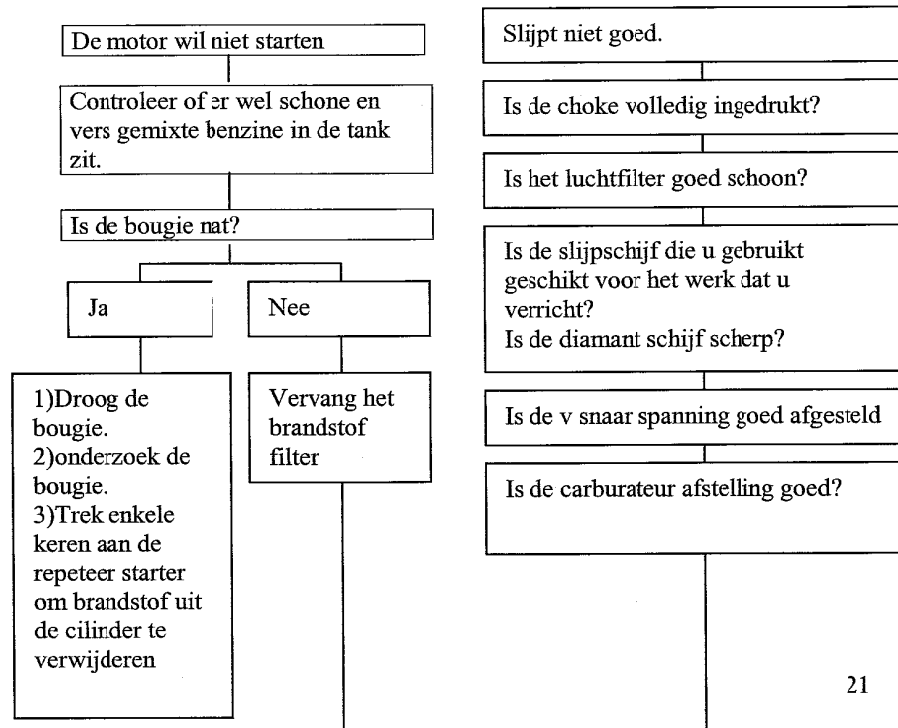 De motor wil niet starten
Controleer of er wel schone en
vers gemixte benzine in de tank
zit.
Is de bougie nat?
Ja
Nee
1)Droog de
bougie.
2)onderzoek de
bougie.
3)Trek enkele
keren aan de
repeteer starter
om brandstof uit
de cilinder te
verwijderen
Vervang het
brandstof
filter
Slijpt niet goed.
Is de choke volledig ingedrukt?
Is het luchtfilter goed schoon?
Is de slijpschijf die u gebruikt
geschikt voor het werk dat u
verricht?
Is de diamant schijf scherp?
Is de v snaar spanning goed afgesteld
Is de carburateur afstelling goed?
21